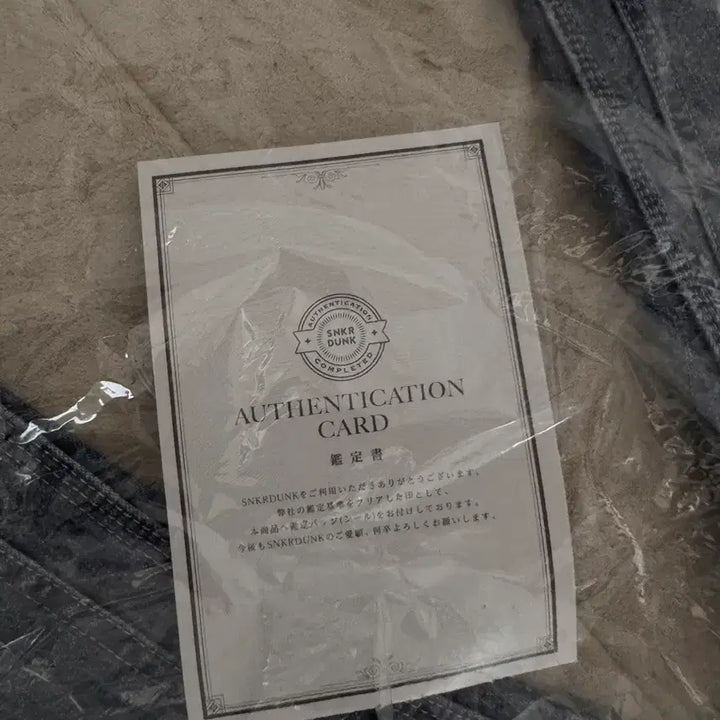 AUTHENTICATION
SNKR
DUNK
COMPLETED
AUTHENTICATION
CARD
鑑定書
SNKRDUNKをご利用いただきありがとうございます。
弊社の鑑定基準をクリアした印として、
本商品へ鑑定バッジ(シール)をお付けしております。
今後もSNKRDUNKのご愛顧、何卒よろしくお願いします。